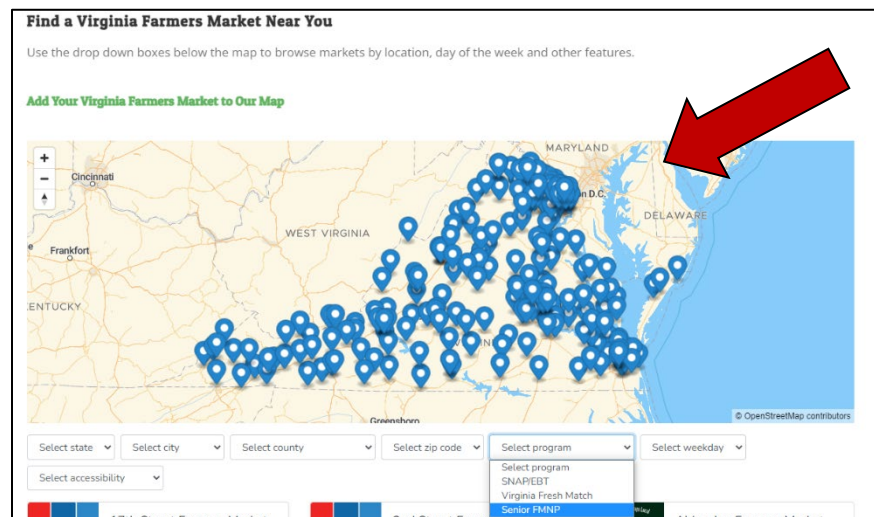 Find a Virginia Farmers Market Near You
Use the drop down boxes below the map to browse markets by location, day of the week and other features.
Add Your Virginia Farmers Market to Our Map
MARYLAND
Cincinnati
D.C.
DELAWARE
WEST VIRGINIA
Frankfort
Greensboro
© OpenStreetMap contributors
Select state
Select city
Select county
Select zip code
Select program
Select weekday
Select accessibility
Select program
SNAP/EBT
Virginia Fresh Match
Senior FMNP